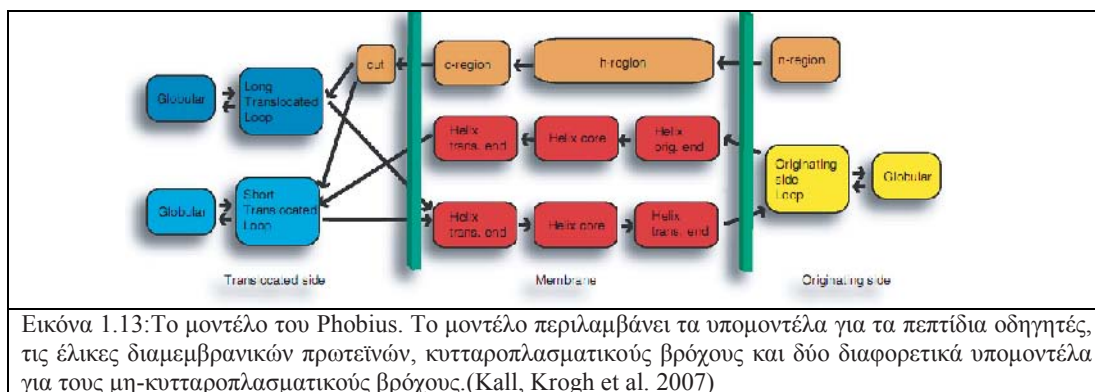 cut
c-region
h-region
n-region
Globular
Long
Translocated
Loop
Helix
trans. end
Helix core
Helix
orig. end
Originating
side
Loop
Globular
Globular
Short
Translocated
Loop
Helix
trans. end
Helix core
Helix
trans. end
Translocated side
Membrane
Originating side
Εικόνα 1.13:Το μοντέλο του Phobius. Το μοντέλο περιλαμβάνει τα υπομοντέλα για τα πεπτίδια οδηγητές,
τις έλικες διαμεμβρανικών πρωτεϊνών, κυτταροπλασματικούς βρόχους και δύο διαφορετικά υπομοντέλα
για τους μη-κυτταροπλασματικούς βρόχους.(Kall, Krogh et al. 2007)